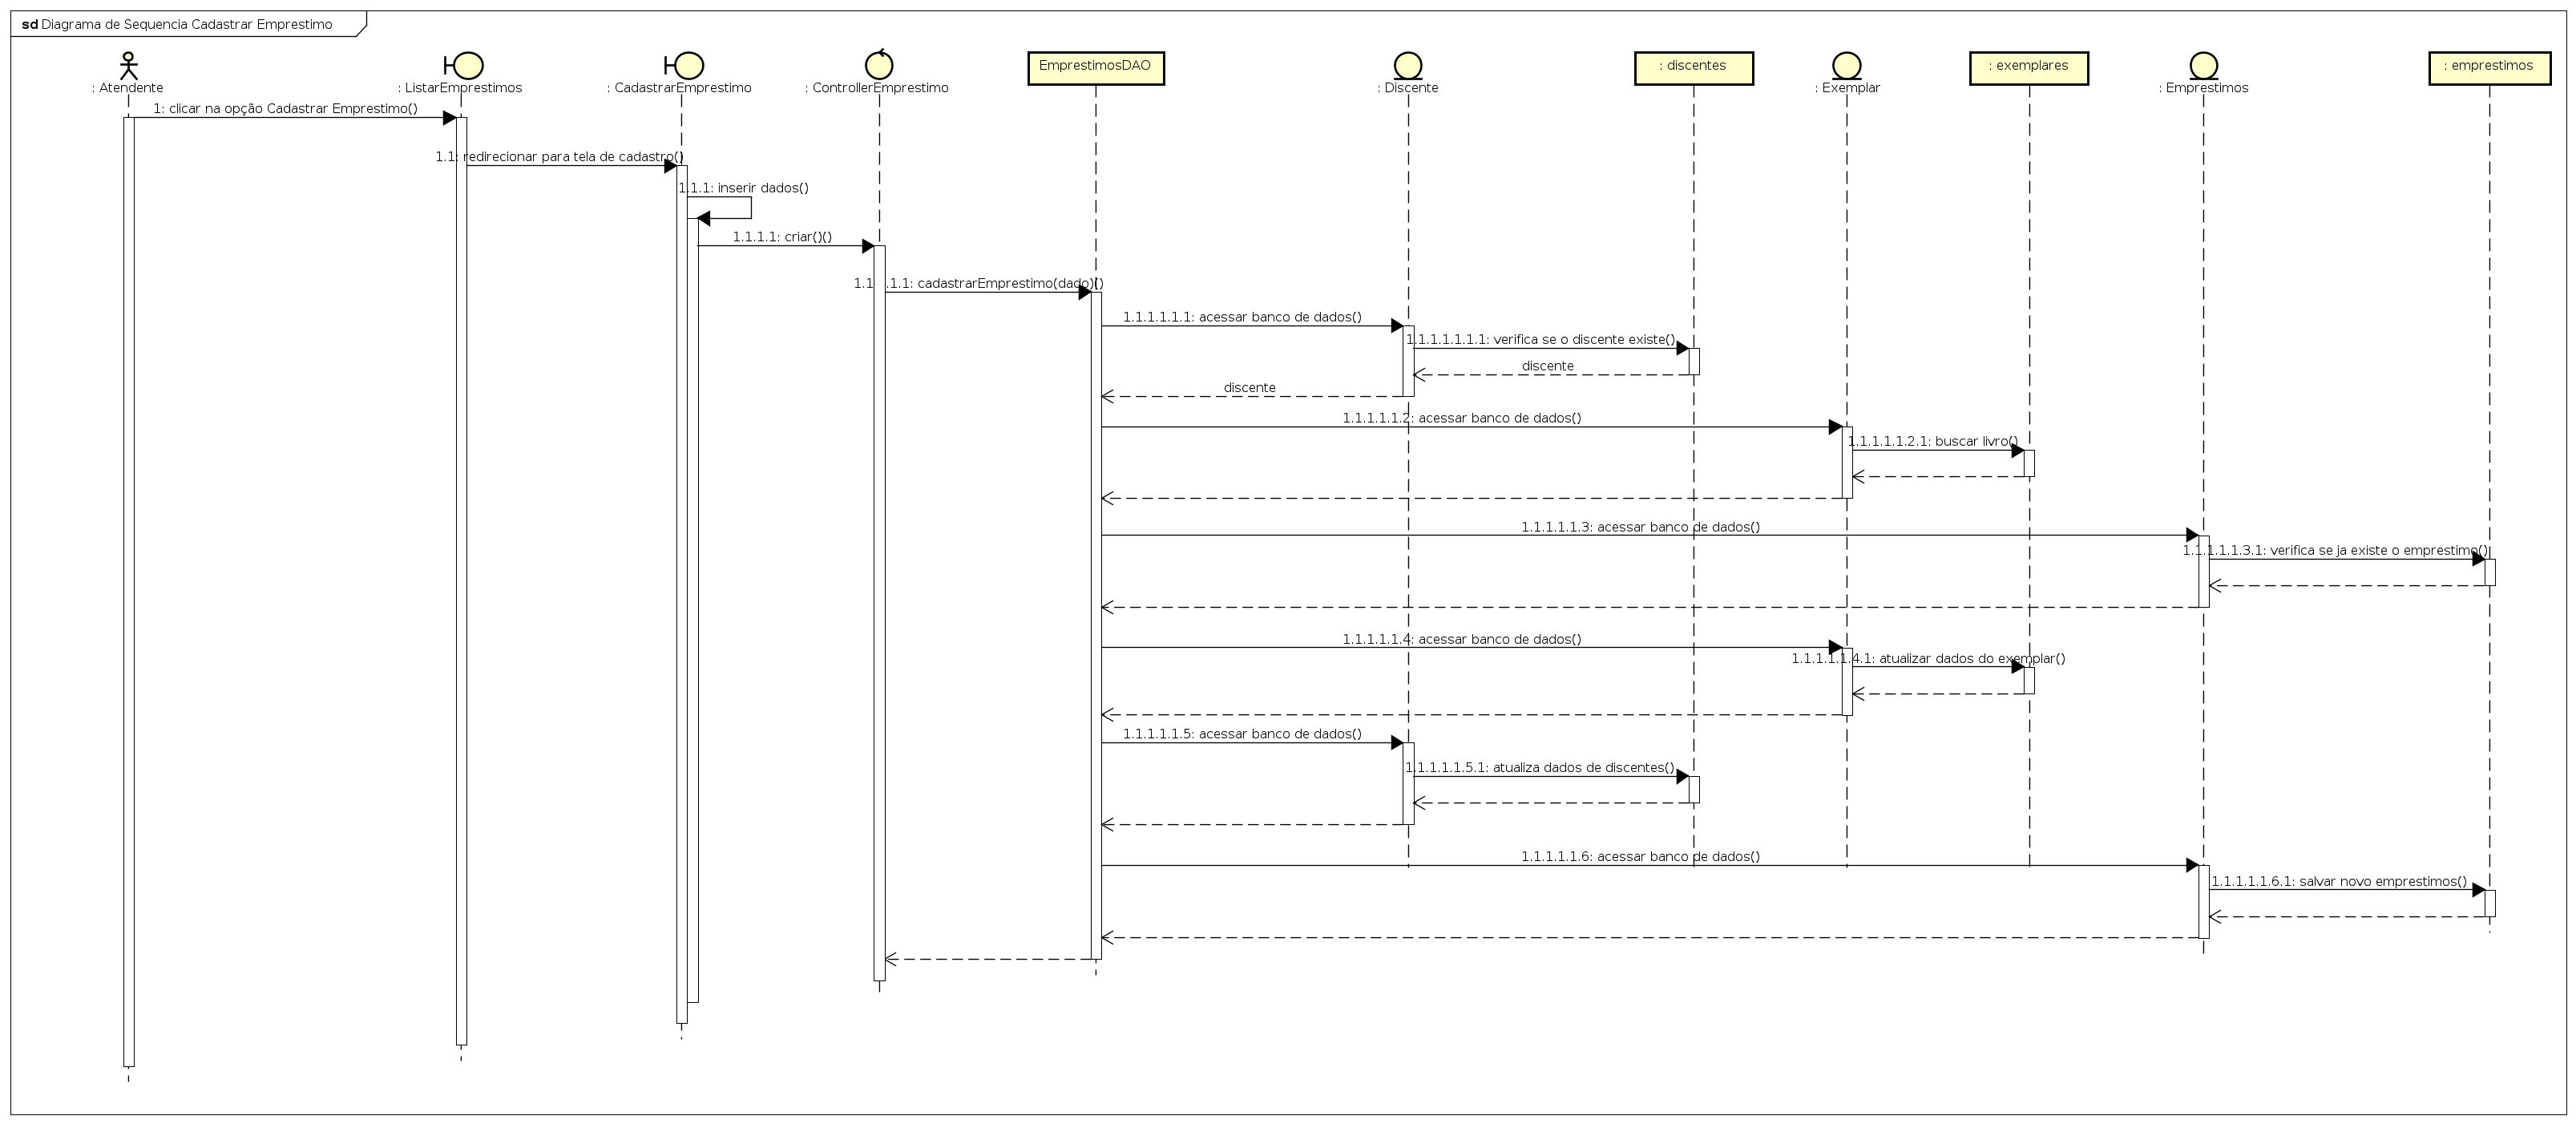 sd Diagrama de Sequencia Cadastrar Emprestimo
: Atendente
: ListarEmprestimos
: CadastrarEmprestimo
: ControllerEmprestimo
EmprestimosDAO
: Discente
: discentes
: Exemplar
: exemplares
: Emprestimos
: emprestimos
1: clicar na opção Cadastrar Emprestimo()
1.1: redirecionar para tela de cadastro()
1.1.1: inserir dados()
1.1.1.1: criar()()
1.1.1.1.1: cadastrarEmprestimo(dado)()
1.1.1.1.1.1: acessar banco de dados()
1.1.1.1.1.1.1: verifica se o discente existe()
discente
discente
1.1.1.1.1.2: acessar banco de dados()
1.1.1.1.1.2.1: buscar livro()
1.1.1.1.1.3: acessar banco de dados()
1.1.1.1.1.3.1: verifica se ja existe o emprestimo()
1.1.1.1.1.4: acessar banco de dados()
1.1.1.1.1.4.1: atualizar dados do exemplar()
1.1.1.1.1.5: acessar banco de dados()
1.1.1.1.1.5.1: atualiza dados de discentes()
1.1.1.1.1.6: acessar banco de dados()
1.1.1.1.1.6.1: salvar novo emprestimos()